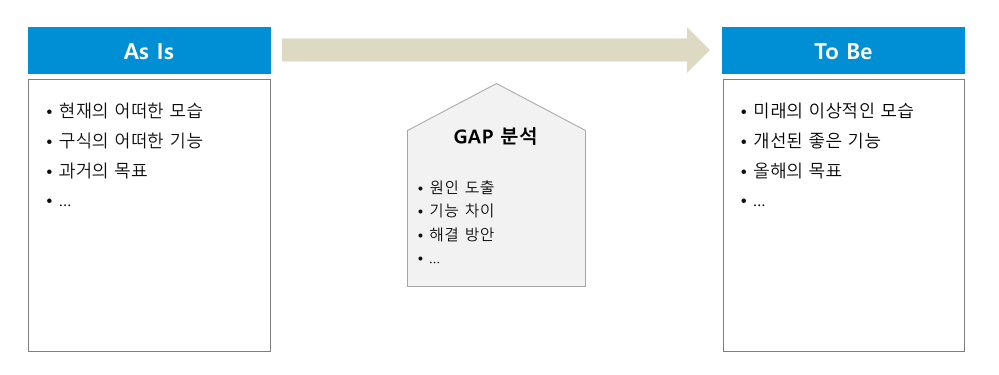 As Is
• 현재의 어떠한 모습
• 구식의 어떠한 기능
• 과거의 목표
• ...
GAP 분석
• 원인 도출
• 기능 차이
• 해결 방안
• ...
To Be
• 미래의 이상적인 모습
• 개선된 좋은 기능
• 올해의 목표
• ...